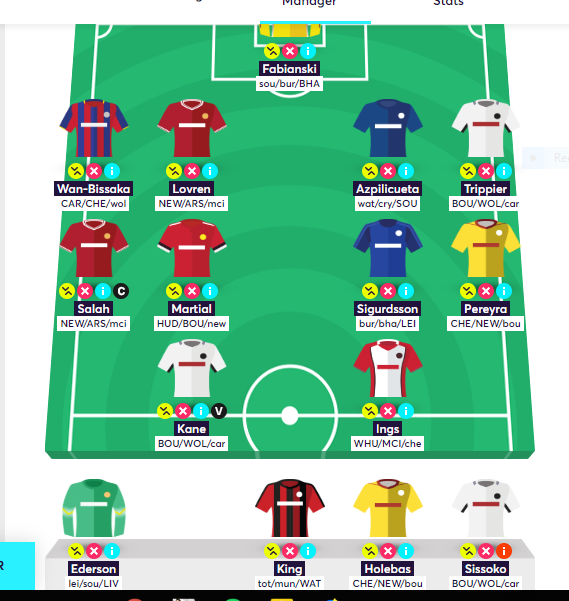 Manager Stats
Fabianski
sou/bur/BHA
Wan-Bissaka Lovren Azpilicueta Trippier
CAR/CHE/wol NEW/ARS/mci wat/cry/SOU BOU/WOL/car
C
Salah Martial Sigurdsson Pereyra
NEW/ARS/mci HUD/BOU/new bur/bha/LEI CHE/NEW/bou
V
Kane Ings
BOU/WOL/car WHU/MCI/che
Ederson King Holebas Sissoko
lei/sou/LIV tot/mun/WAT CHE/NEW/bou BOU/WOL/car